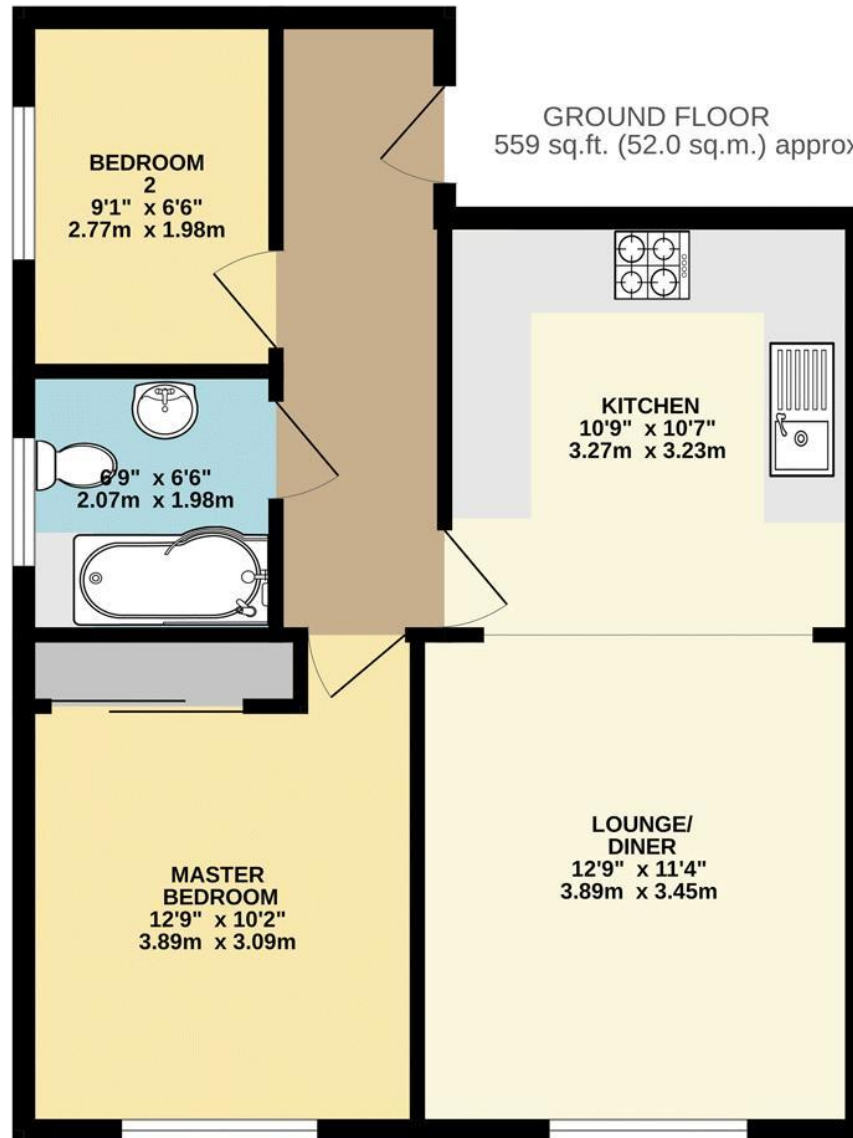 GROUND FLOOR
559 sq.ft. (52.0 sq.m.) approx
BEDROOM
2
9'1" x 6'6"
2.77m x 1.98m
KITCHEN
10'9" x 10'7"
3.27m x 3.23m
6'9" x 6'6"
2.07m x 1.98m
LOUNGE/
DINER
12'9" x 11'4"
3.89m x 3.45m
MASTER
BEDROOM
12'9" x 10'2"
3.89m x 3.09m